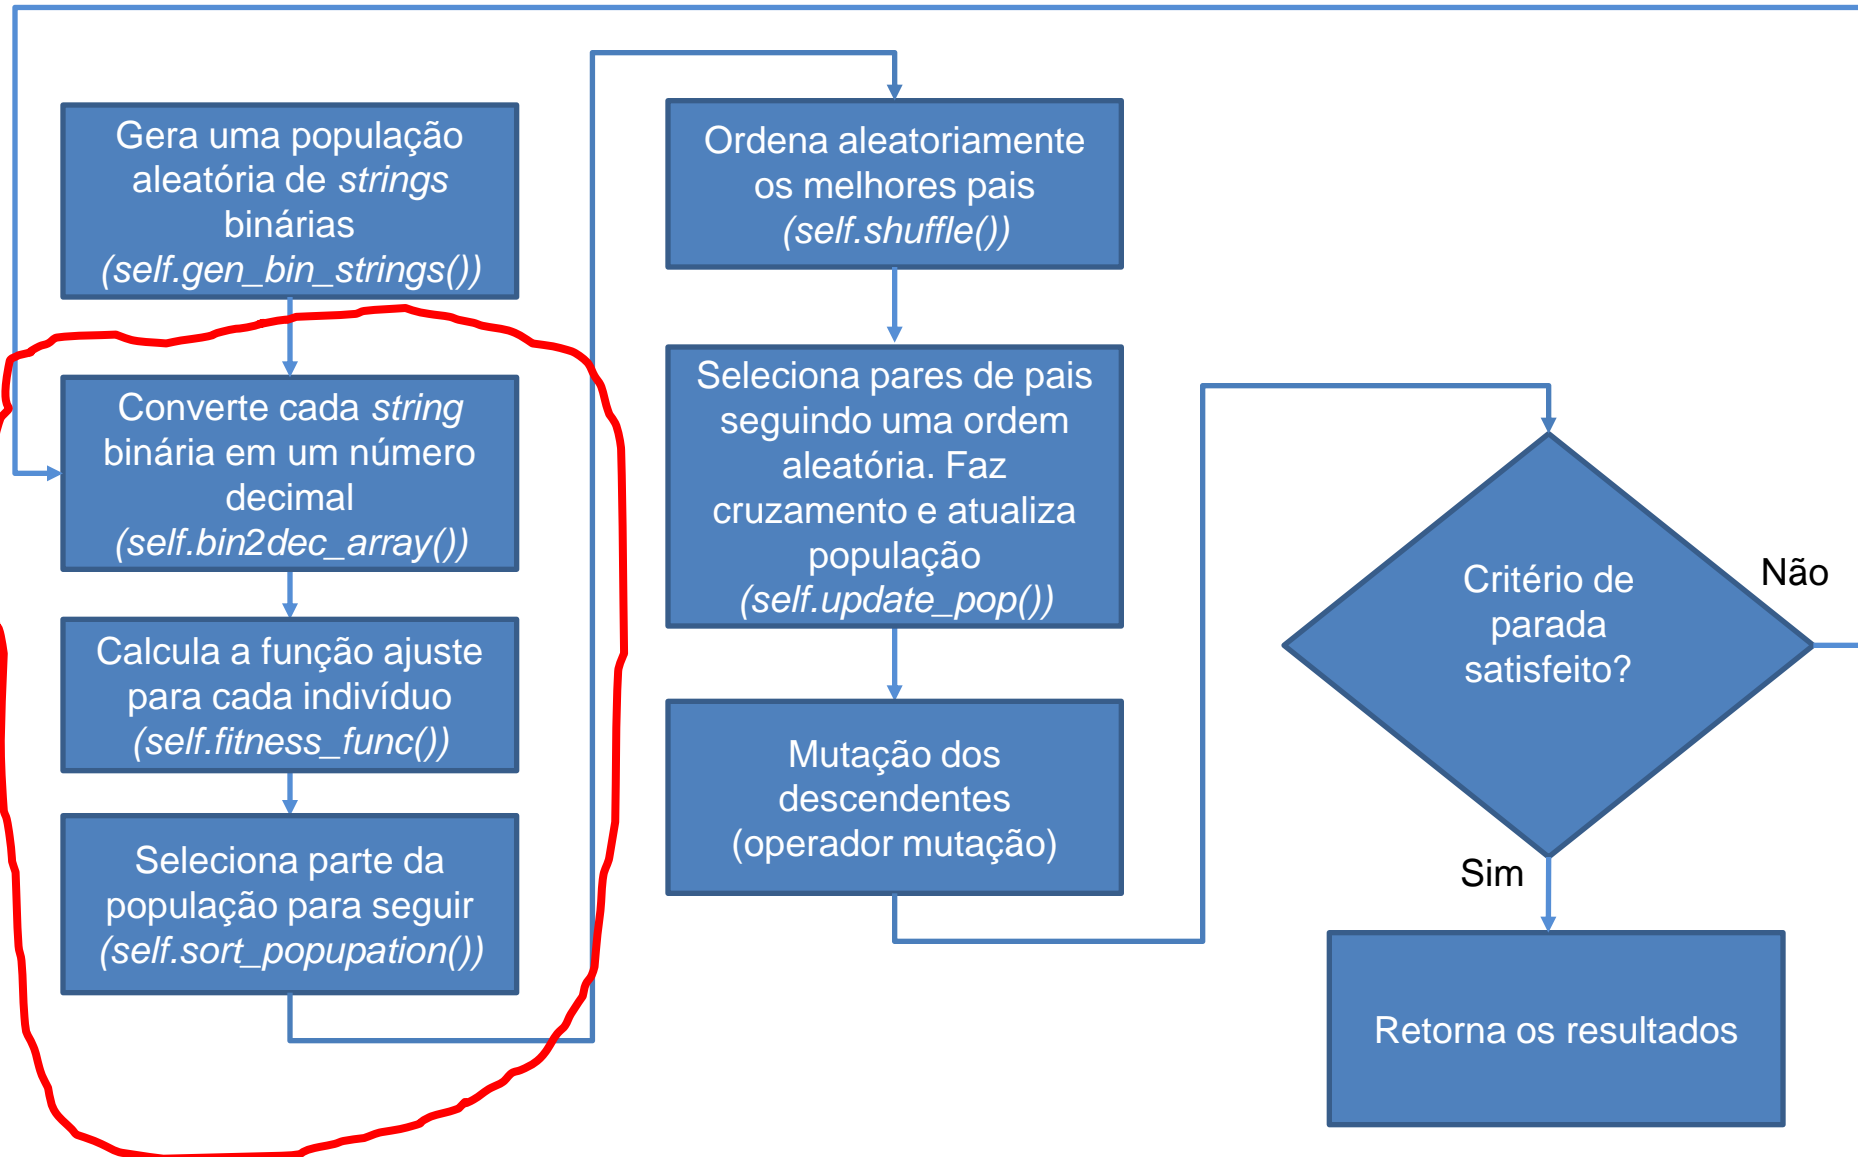 Gera uma população
aleatória de strings
binárias
(self.gen_bin_strings())
Converte cada string
binária em um número
decimal
(self.bin2dec_array())
Calcula a função ajuste
para cada indivíduo
(self.fitness_func())
Seleciona parte da
população para seguir
(self.sort_popupation())
Ordena aleatoriamente
os melhores pais
(self.shuffle())
Seleciona pares de pais
seguindo uma ordem
aleatória. Faz
cruzamento e atualiza
população
(self.update_pop())
Mutação dos
descendentes
(operador mutação)
Critério de
parada
satisfeito?
Não
Sim
Retorna os resultados